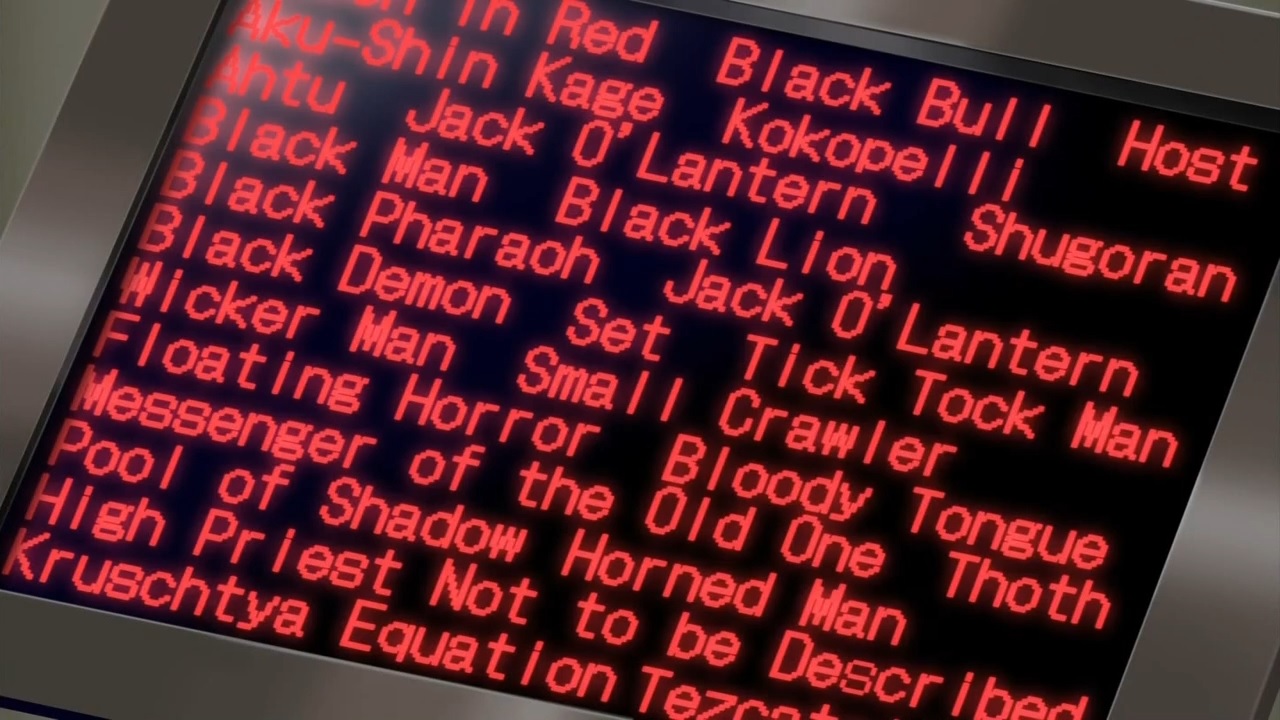 in Red Black Bull Host
Aku-Shin Kage Kokopelli
Ahtu Jack O'Lantern Shugoran
Black Man Black Lion
Black Pharaoh Jack O'Lantern
Black Demon Set Tick Tock Man
Wicker Man Small Crawler
Floating Horror Bloody Tongue
Messenger of the Old One Thoth
Pool of Shadow Horned Man
High Priest Not to be Described
Kruschtya Equation